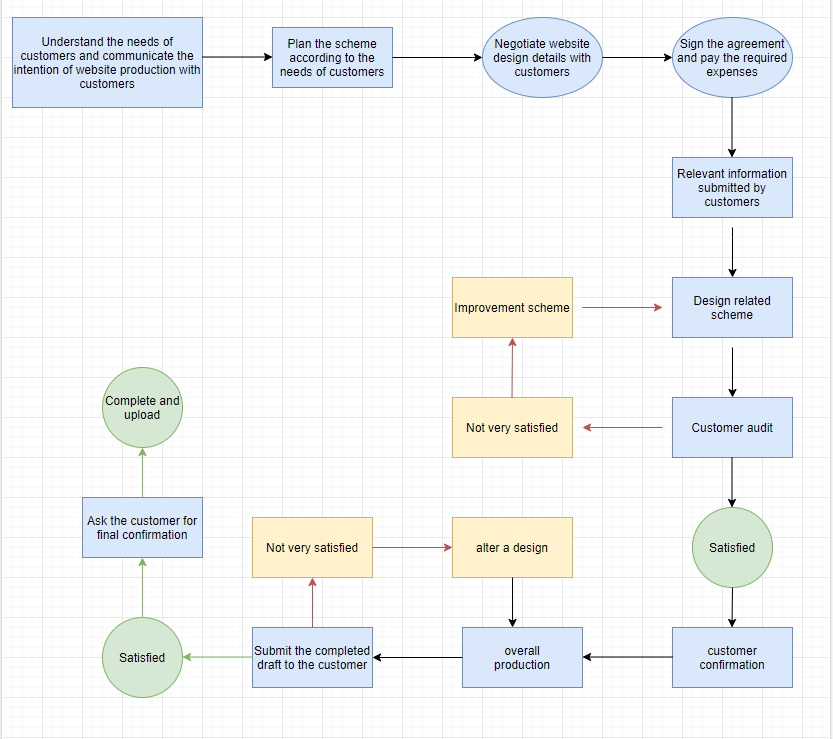 Understand the needs of
customers and communicate the
intention of website production with
customers
Plan the scheme
according to the
needs of customers
Negotiate website
design details with
customers
Sign the agreement
and pay the required
expenses
Relevant information
submitted by
customers
Improvement scheme
Design related
scheme
Complete and
upload
Not very satisfied
Customer audit
Ask the customer for
final confirmation
Not very satisfied
alter a design
Satisfied
Satisfied
Submit the completed
draft to the customer
overall
production
customer
confirmation